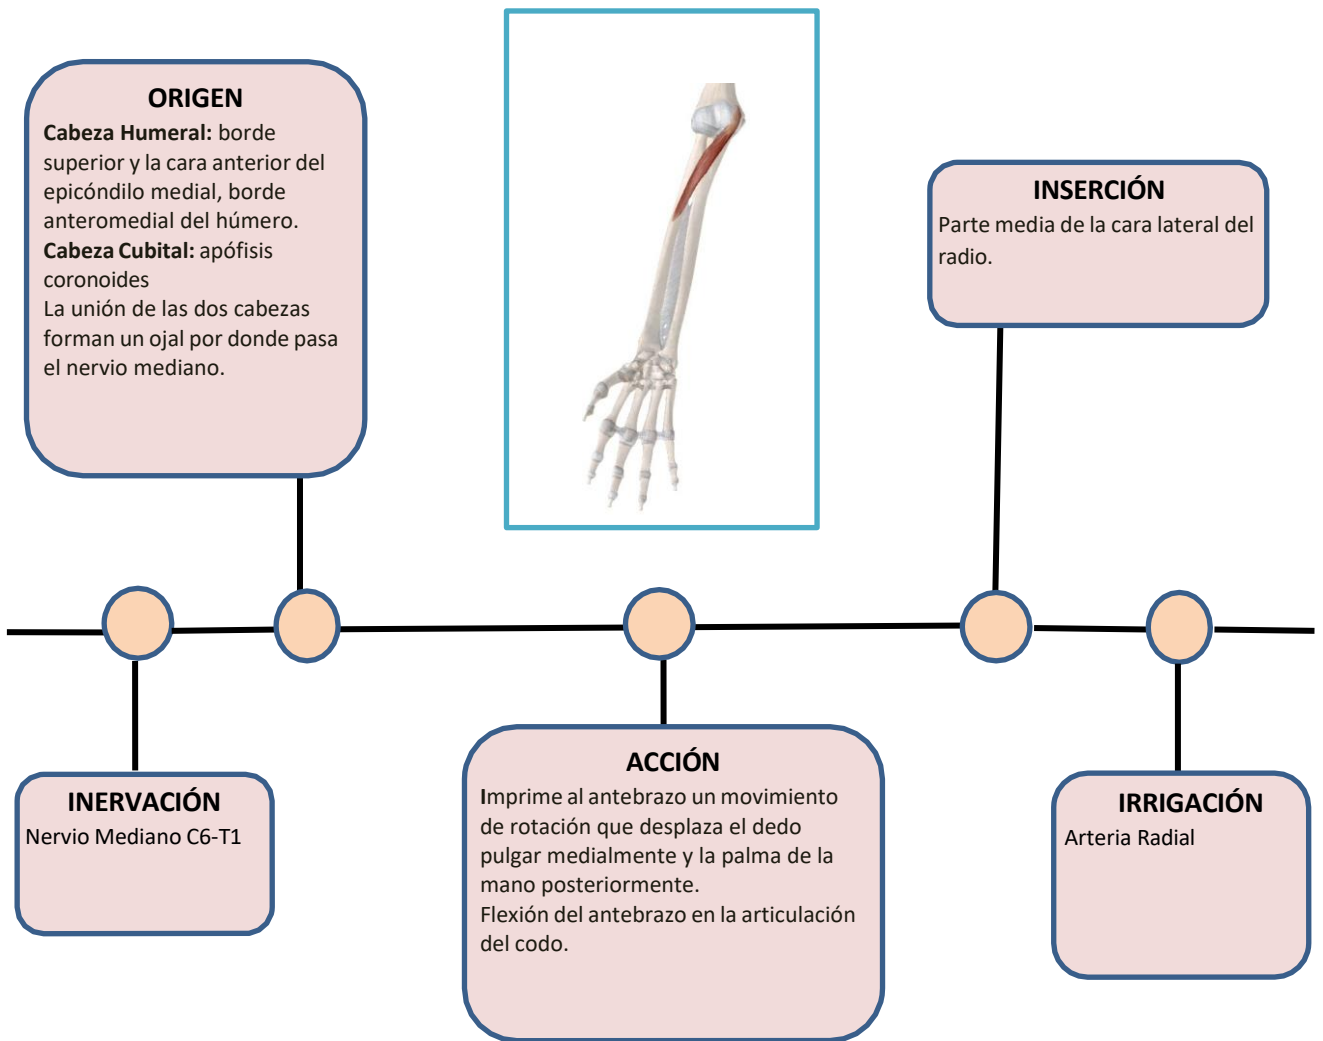 ORIGEN
Cabeza Humeral: borde
superior y la cara anterior del
epicóndilo medial, borde
anteromedial del húmero.
Cabeza Cubital: apófisis
coronoides
La unión de las dos cabezas
forman un ojal por donde pasa
el nervio mediano.
INSERCIÓN
Parte media de la cara lateral del
radio.
INERVACIÓN
Nervio Mediano C6-T1
ACCIÓN
Imprime al antebrazo un movimiento
de rotación que desplaza el dedo
pulgar medialmente y la palma de la
mano posteriormente.
Flexión del antebrazo en la articulación
del codo.
IRRIGACIÓN
Arteria Radial